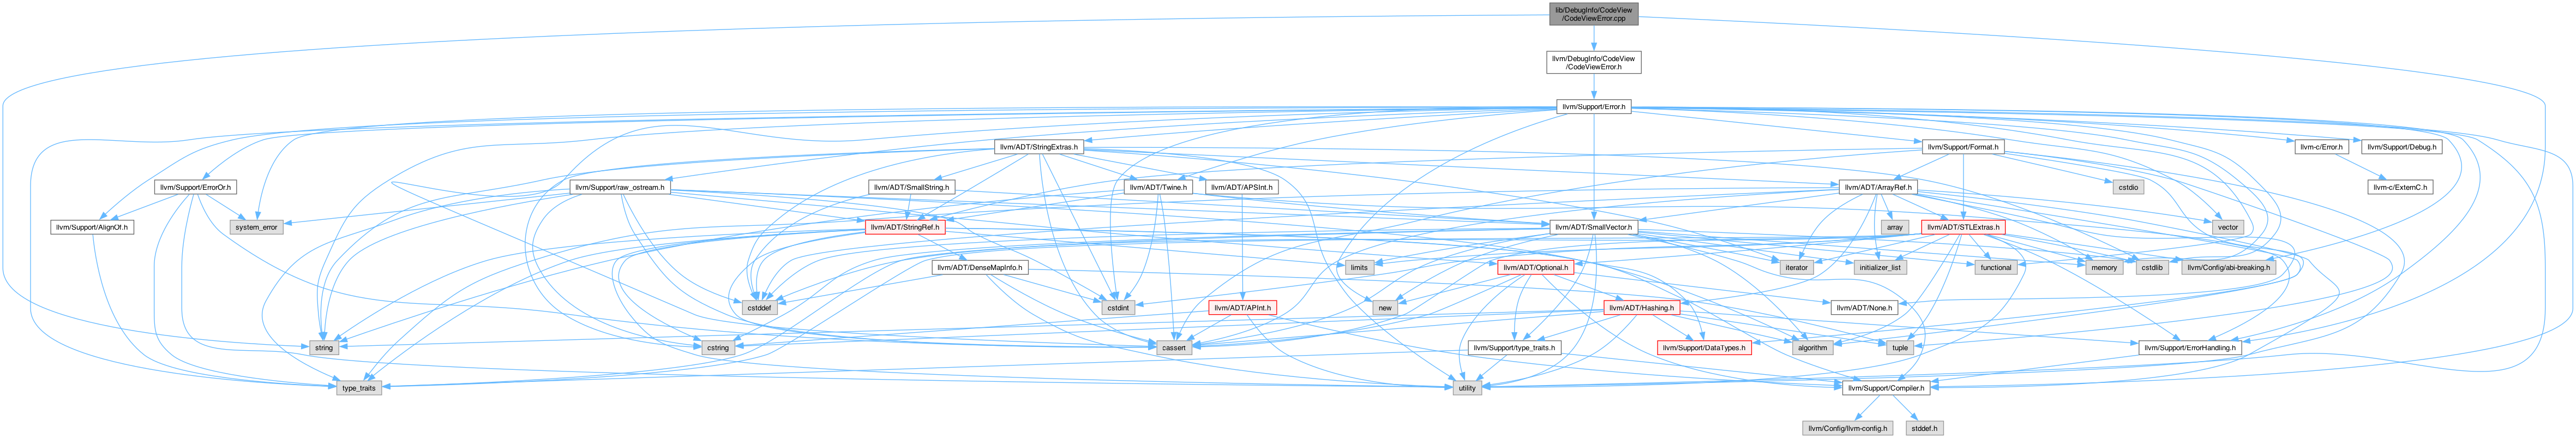 lib/DebugInfo/CodeView
/CodeViewError.cpp
llvm/DebugInfo/CodeView
/CodeViewError.h
llvm/Support/Error.h
llvm/ADT/StringExtras.h
llvm/Support/Format.h
llvm-c/Error.h
llvm/Support/Debug.h
llvm/Support/ErrorOr.h
llvm/Support/raw_ostream.h
llvm/ADT/SmallString.h
llvm/ADT/Twine.h
llvm/ADT/APSInt.h
llvm/ADT/ArrayRef.h
cstdio
llvm-c/ExternC.h
llvm/Support/AlignOf.h
system_error
llvm/ADT/StringRef.h
llvm/ADT/SmallVector.h
array
llvm/ADT/STLExtras.h
vector
llvm/ADT/DenseMapInfo.h
limits
llvm/ADT/Optional.h
iterator
initializer_list
functional
memory
cstdlib
llvm/Config/abi-breaking.h
cstddef
cstdint
llvm/ADT/APInt.h
new
llvm/ADT/Hashing.h
llvm/ADT/None.h
string
cstring
cassert
llvm/Support/type_traits.h
llvm/Support/DataTypes.h
algorithm
tuple
llvm/Support/ErrorHandling.h
type_traits
utility
llvm/Support/Compiler.h
llvm/Config/llvm-config.h
stddef.h